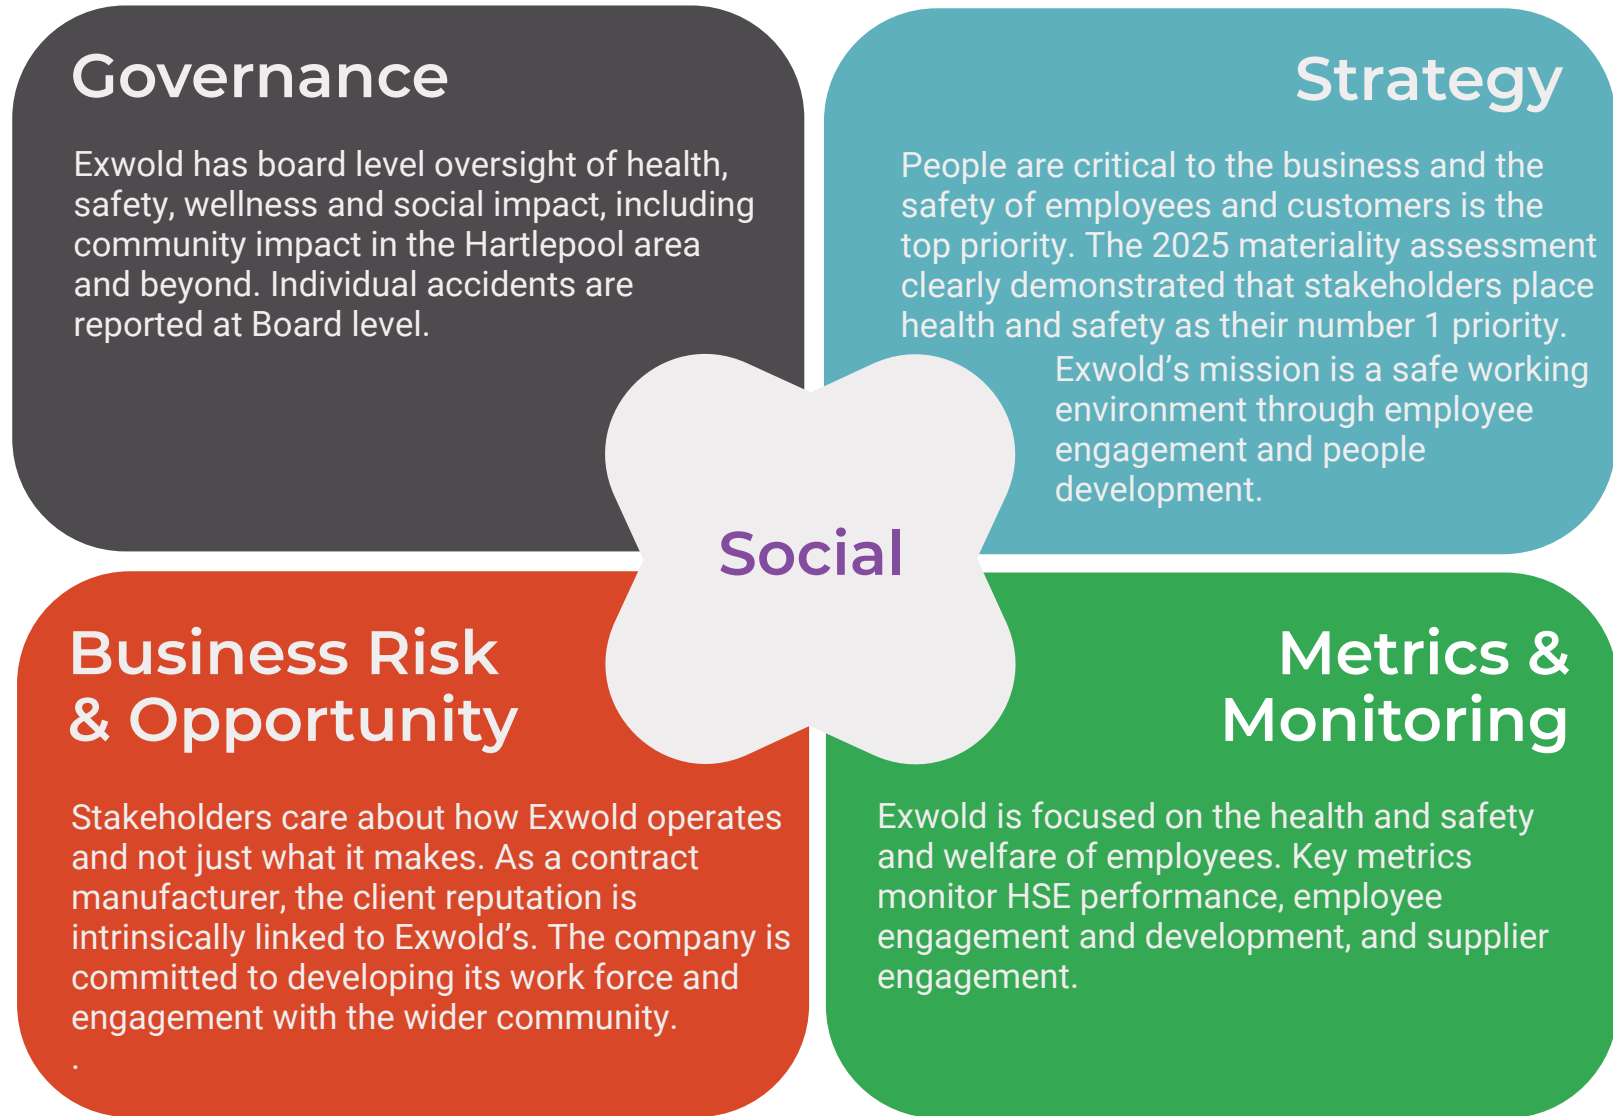 Governance
Exwold has board level oversight of health,
safety, wellness and social impact, including
community impact in the Hartlepool area
and beyond. Individual accidents are
reported at Board level.
Strategy
People are critical to the business and the
safety of employees and customers is the
top priority. The 2025 materiality assessment
clearly demonstrated that stakeholders place
health and safety as their number 1 priority.
Exwold’s mission is a safe working
environment through employee
engagement and people
development.
Social
Business Risk
& Opportunity
Stakeholders care about how Exwold operates
and not just what it makes. As a contract
manufacturer, the client reputation is
intrinsically linked to Exwold’s. The company is
committed to developing its work force and
engagement with the wider community.
.
Metrics &
Monitoring
Exwold is focused on the health and safety
and welfare of employees. Key metrics
monitor HSE performance, employee
engagement and development, and supplier
engagement.